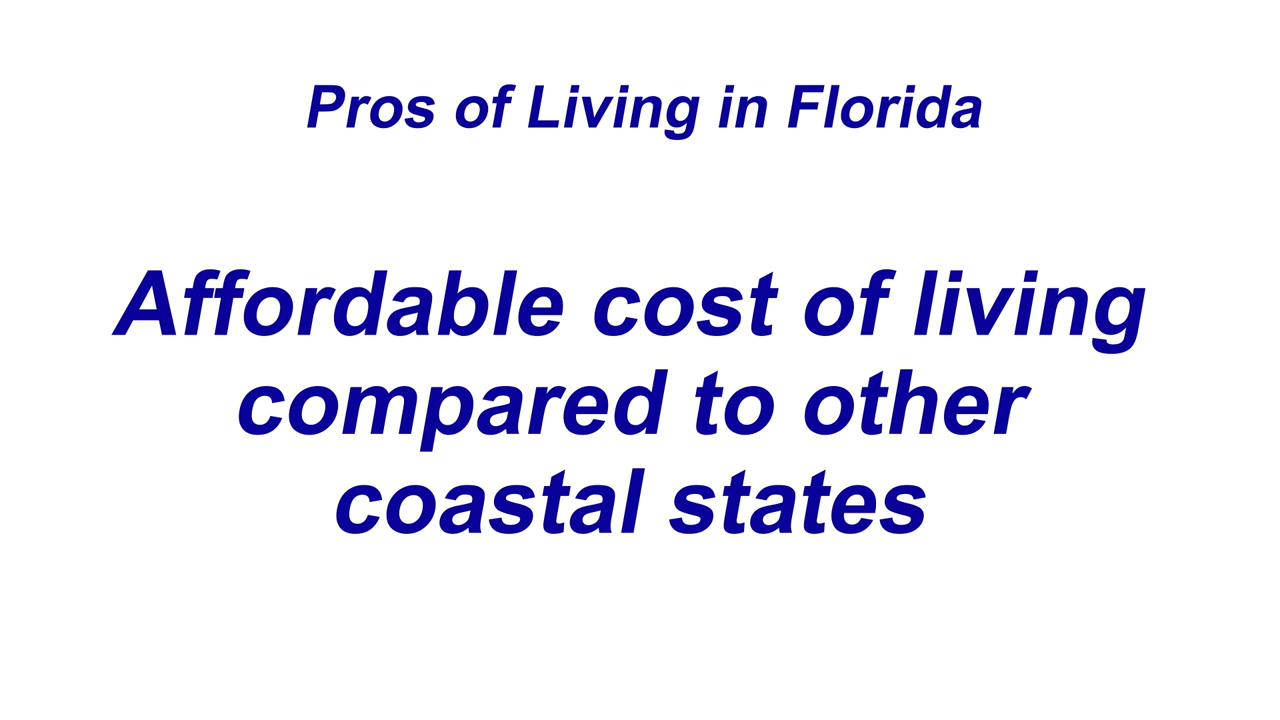 Pros of Living in Florida
Affordable cost of living
compared to other
coastal states